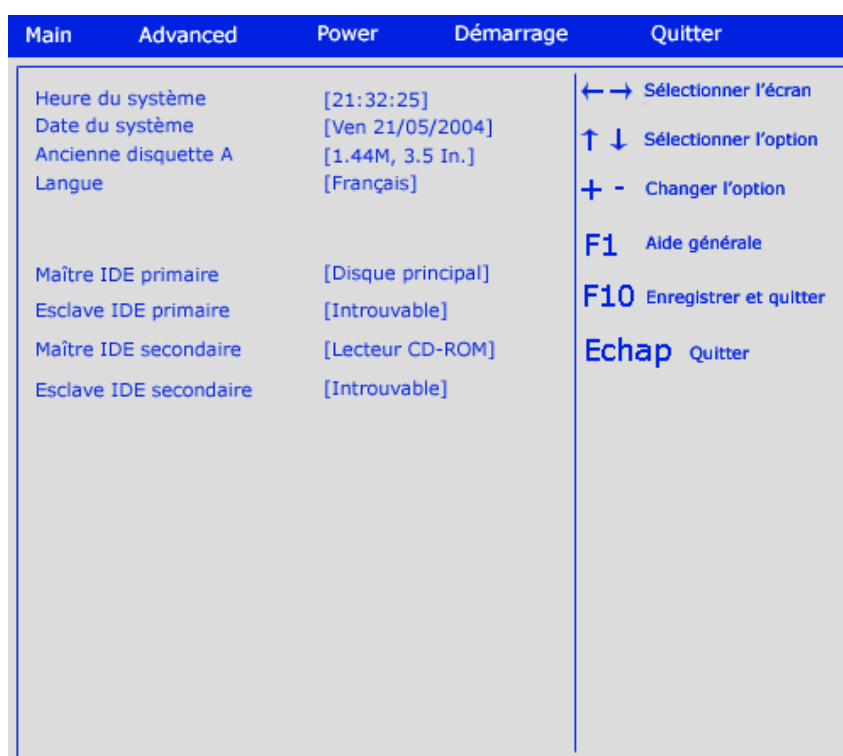 Main Advanced Power Démarrage Quitter
Heure du système [21:32:25]
Date du système [Ven 21/05/2004]
Ancienne disquette A [1.44M, 3.5 In.]
Langue [Français]
Maître IDE primaire [Disque principal]
Esclave IDE primaire [Introuvable]
Maître IDE secondaire [Lecteur CD-ROM]
Esclave IDE secondaire [Introuvable]
←→ Sélectionner l'écran
↑↓ Sélectionner l'option
+ - Changer l'option
F1 Aide générale
F10 Enregistrer et quitter
Echap Quitter